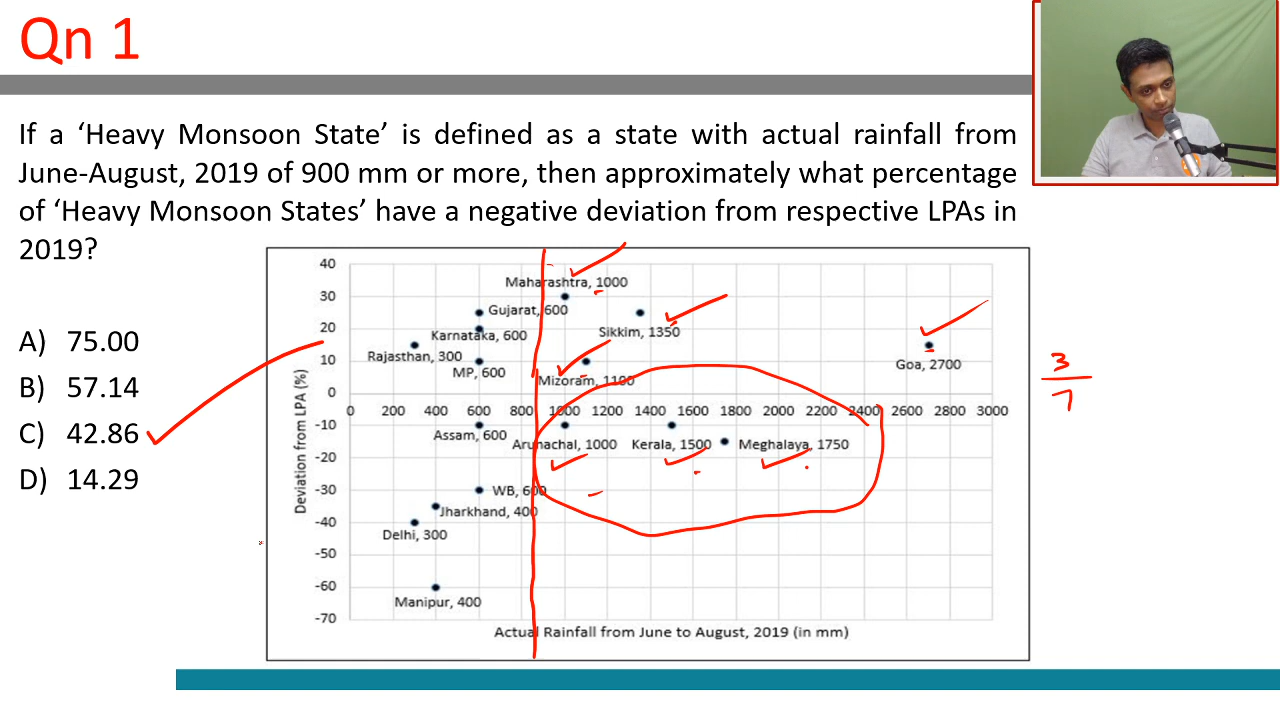 Qn 1
If a ‘Heavy Monsoon State’ is defined as a state with actual rainfall from
June-August, 2019 of 900 mm or more, then approximately what percentage
of ‘Heavy Monsoon States’ have a negative deviation from respective LPAs in
2019?
A) 75.00
B) 57.14
C) 42.86
D) 14.29
Deviation from LPA (%)
40
30
20
10
0
-10
-20
-30
-40
-50
-60
-70
Maharashtra, 1000
Gujarat, 600
Sikkim, 1350
Karnataka, 600
Rajasthan, 300
Goa, 2700
MP, 600
Mizoram, 1100
0 200 400 600 800 1000 1200 1400 1600 1800 2000 2200 2400 2600 2800 3000
Assam, 600
Arunachal, 1000
Kerala, 1500
Meghalaya, 1750
WB, 600
Jharkhand, 400
Delhi, 300
Manipur, 400
Actual Rainfall from June to August, 2019 (in mm)
3
7